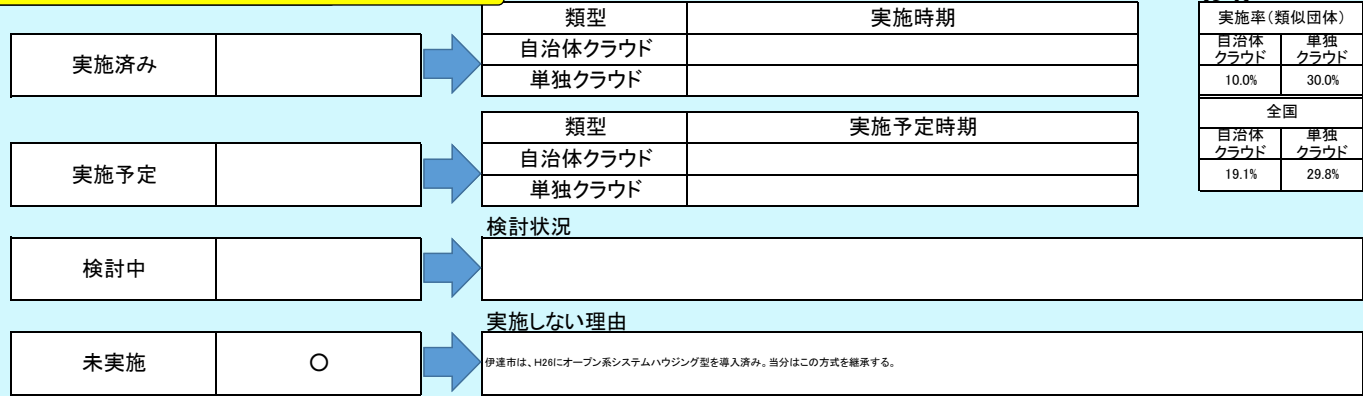 類型 実施時期
実施済み
自治体クラウド
単独クラウド
実施率(類似団体)
自治体クラウド 単独クラウド
10.0% 30.0%
全国
自治体クラウド 単独クラウド
19.1% 29.8%
類型 実施予定時期
実施予定
自治体クラウド
単独クラウド
検討状況
検討中
実施しない理由
未実施 ○
伊達市は、H26にオープン系システムハウジング型を導入済み。当分はこの方式を継承する。